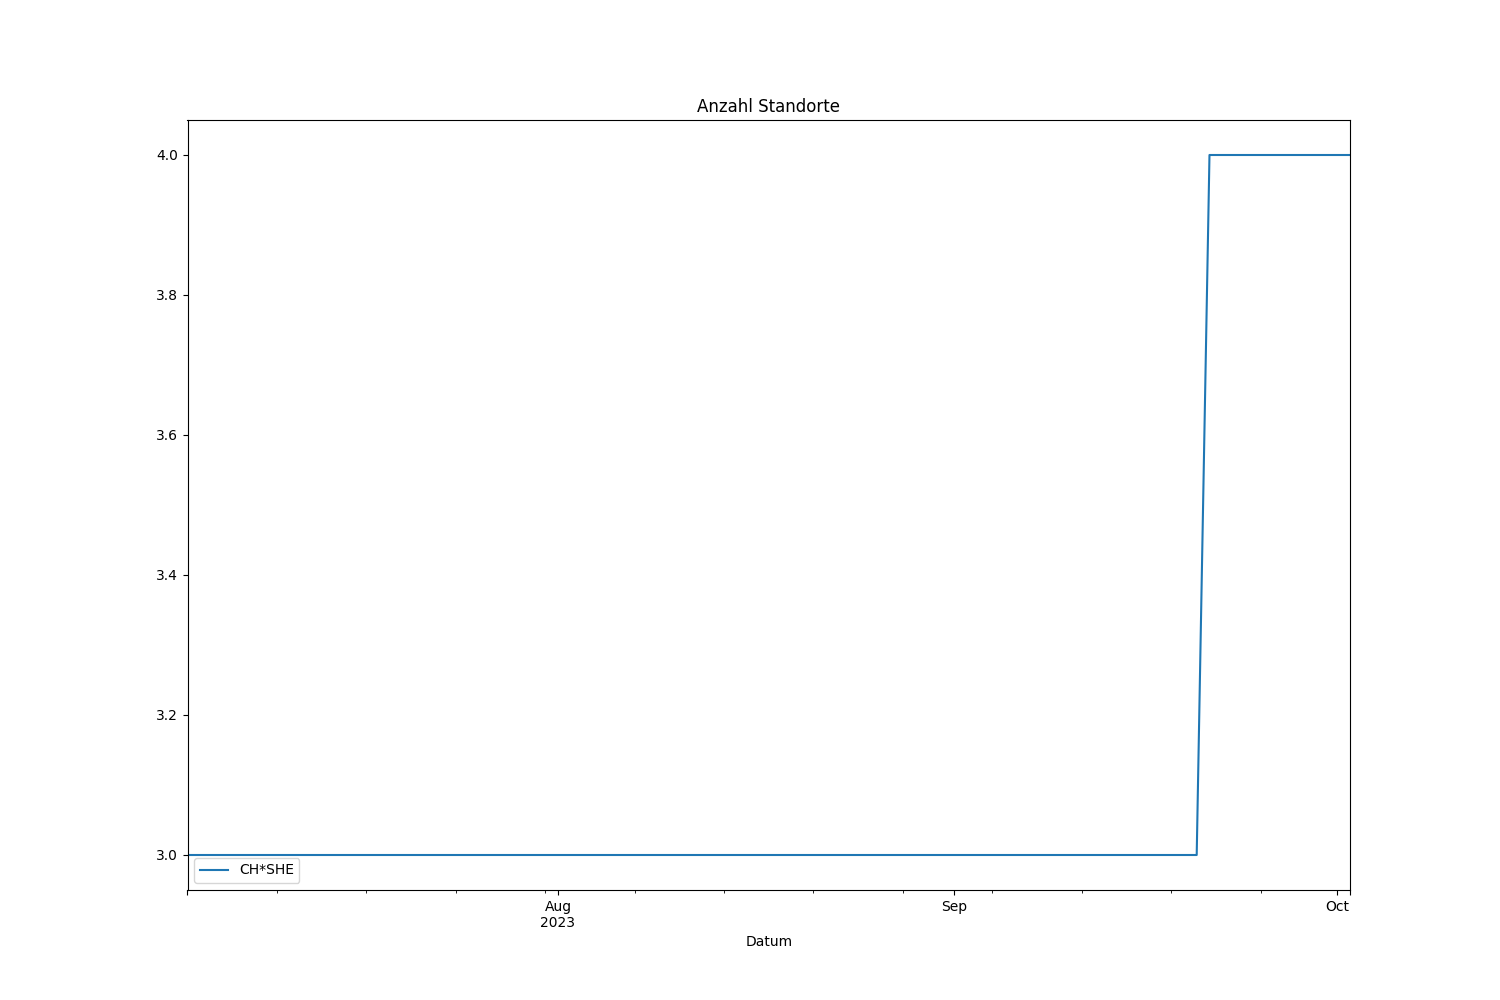 Anzahl Standorte
4.0
3.8
3.6
3.4
3.2
3.0
CH*SHE
Aug
2023
Sep
Oct
Datum